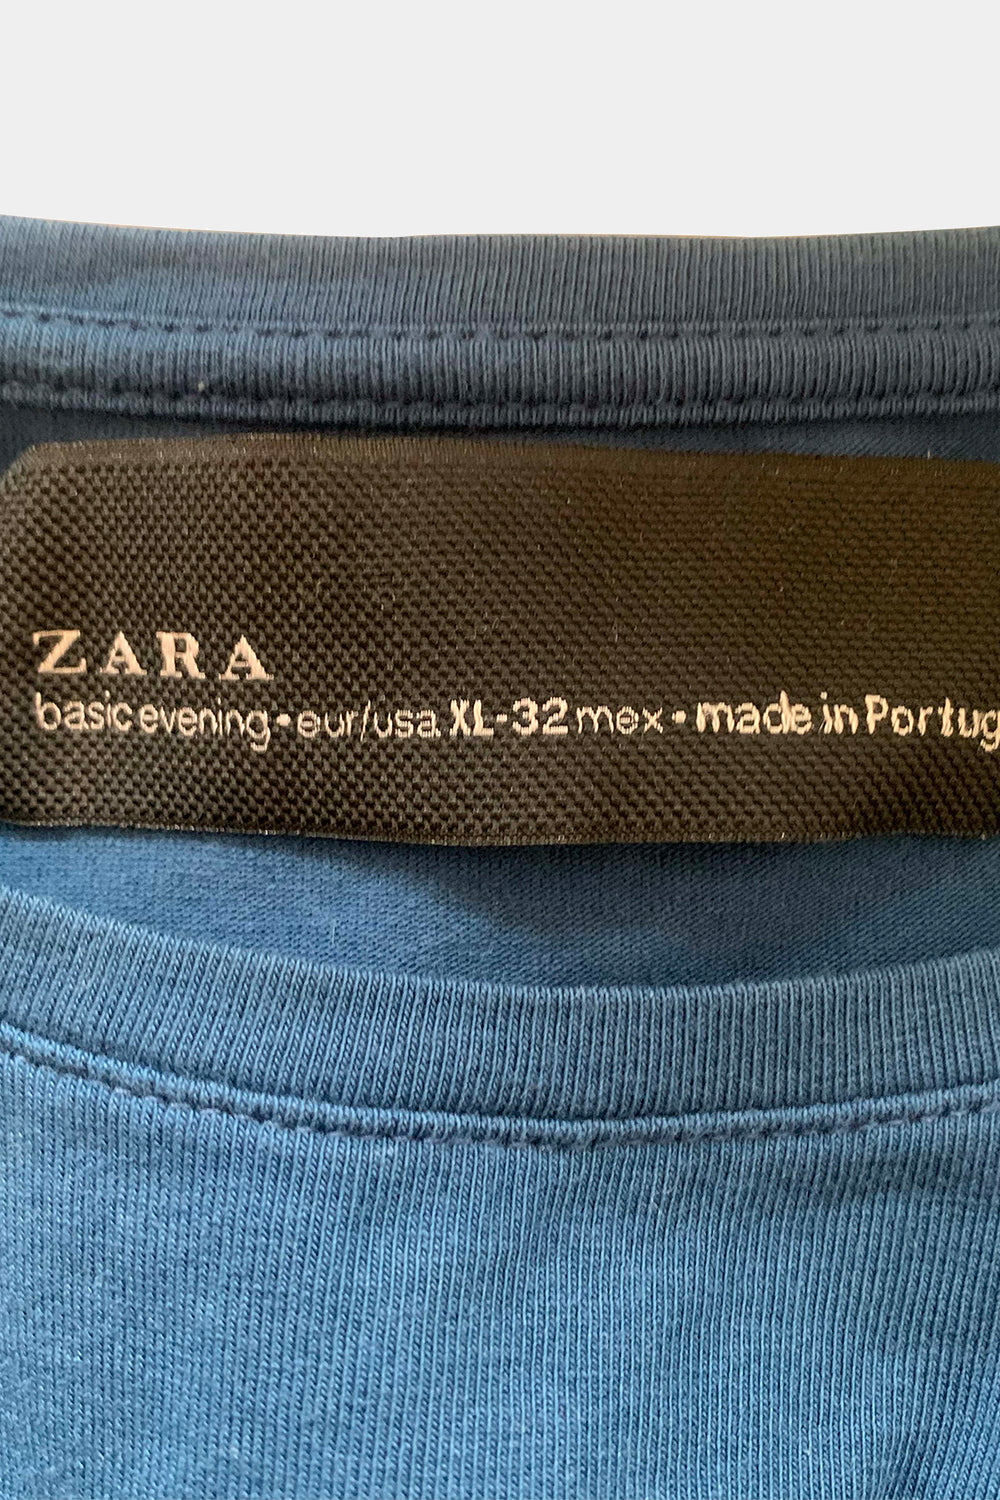 ZARA
basic evening • eur/usa XL-32 mex • made in Portug